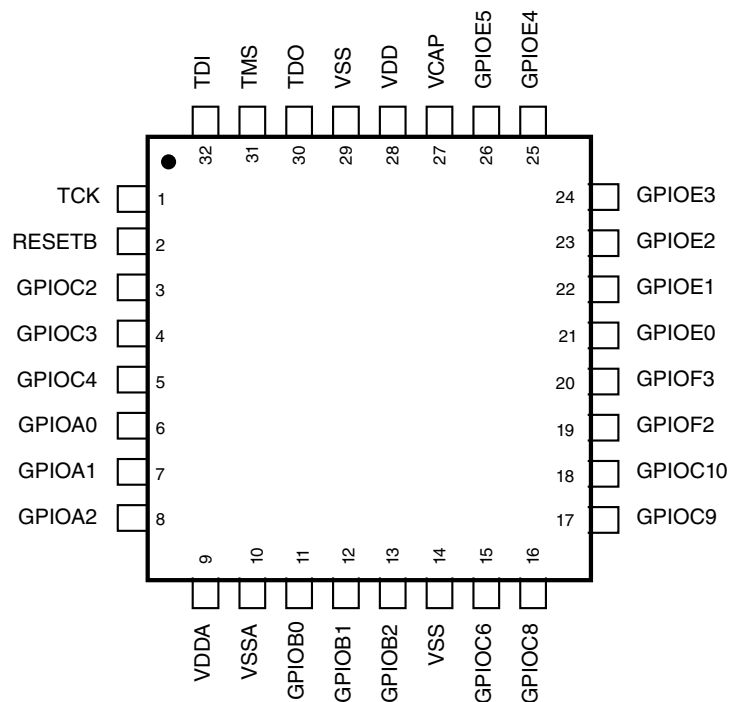 TDI TMS TDO VSS VDD VCAP GPIOE5 GPIOE4
32 31 30 29 28 27 26 25
TCK 1 24 GPIOE3
RESETB 2 23 GPIOE2
GPIOC2 3 22 GPIOE1
GPIOC3 4 21 GPIOE0
GPIOC4 5 20 GPIOF3
GPIOA0 6 19 GPIOF2
GPIOA1 7 18 GPIOC10
GPIOA2 8 17 GPIOC9
9 10 11 12 13 14 15 16
VDDA VSSA GPIOB0 GPIOB1 GPIOB2 VSS GPIOC6 GPIOC8